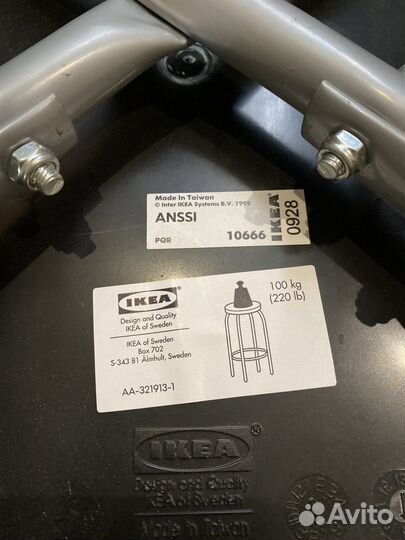 Made In Taiwan
© Inter IKEA Systems B.V. 1999
ANSSI
PQR 10666
IKEA
0928
IKEA
Design and Quality
IKEA of Sweden
IKEA of Sweden
Box 702
S-343 81 Älmhult, Sweden
AA-321913-1
100 kg
(220 lb)
IKEA
Design and Quality
IKEA of Sweden
Made in Taiwan
Avito